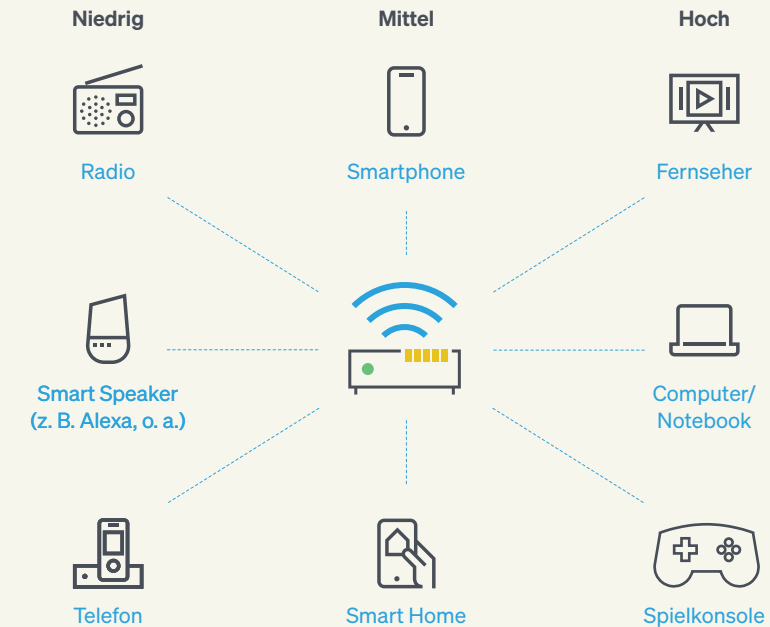 Niedrig
Mittel
Hoch
Radio
Smartphone
Fernseher
Smart Speaker
(z. B. Alexa, o. a.)
Computer/
Notebook
Telefon
Smart Home
Spielkonsole